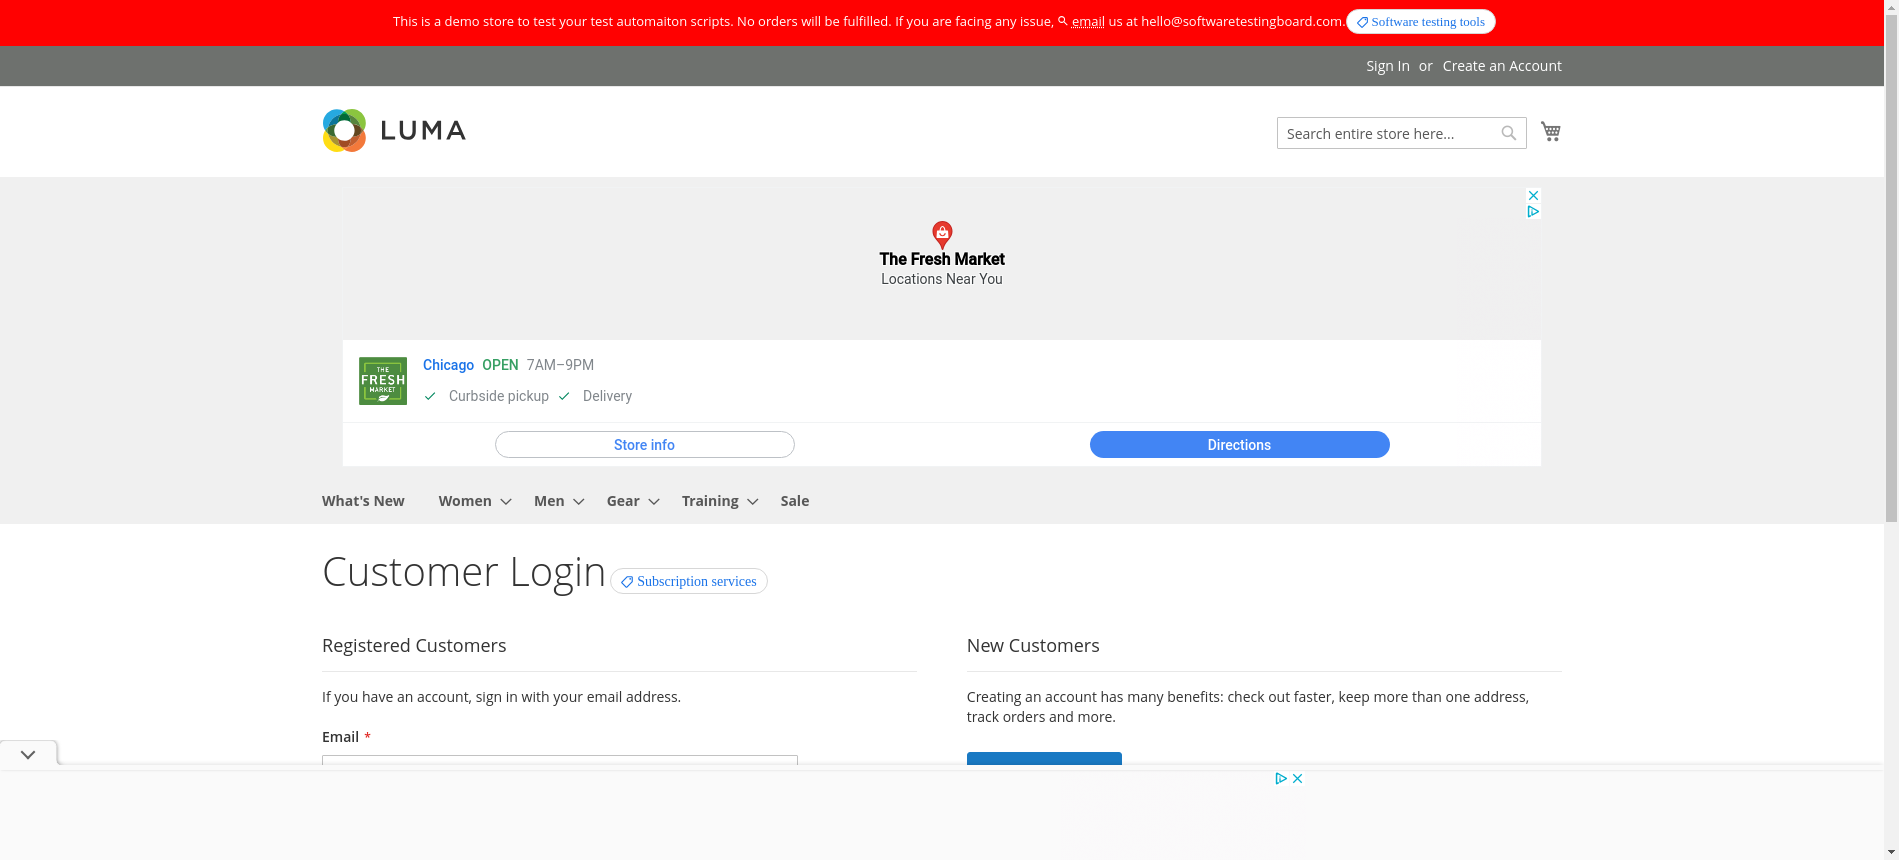 This is a demo store to test your test automaiton scripts. No orders will be fulfilled. If you are facing any issue, email us at hello@softwaretestingboard.com. Software testing tools
Sign In or Create an Account
LUMA
Search entire store here...
The Fresh Market
Locations Near You
THE FRESH MARKET
Chicago OPEN 7AM–9PM
Curbside pickup Delivery
Store info Directions
What's New Women Men Gear Training Sale
Customer Login Subscription services
Registered Customers
If you have an account, sign in with your email address.
Email *
New Customers
Creating an account has many benefits: check out faster, keep more than one address,
track orders and more.